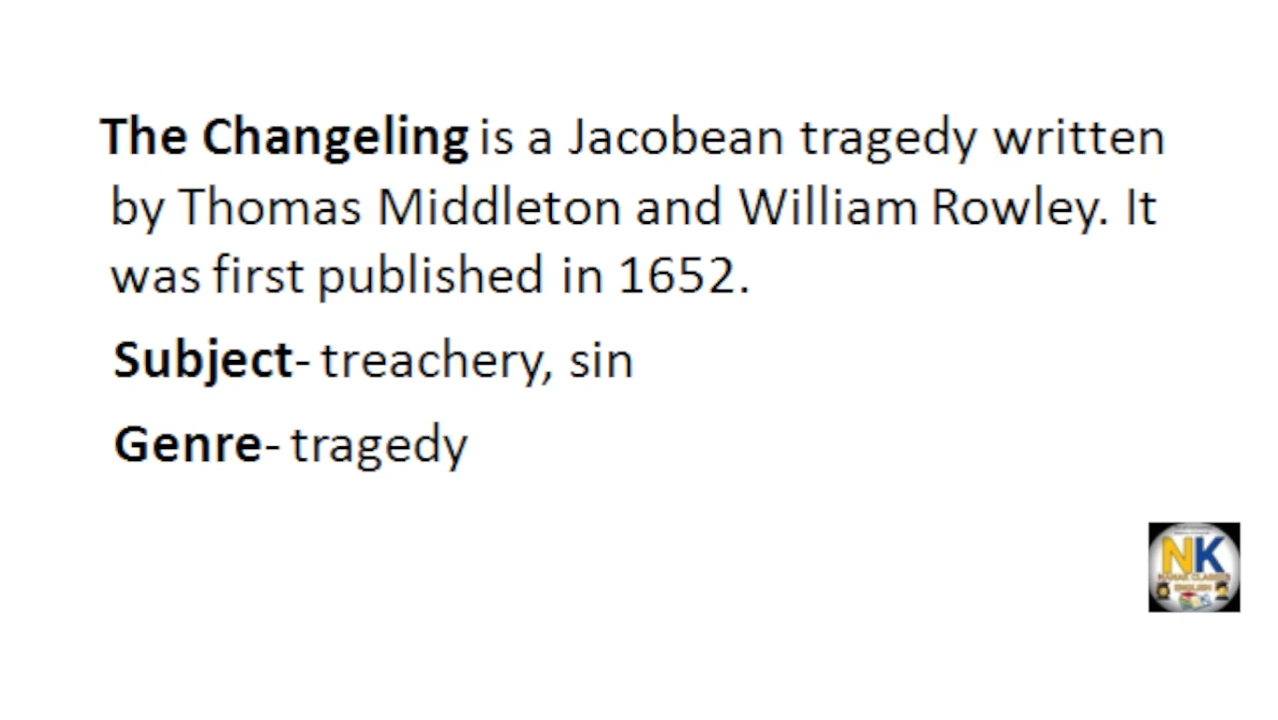 The Changeling is a Jacobean tragedy written
by Thomas Middleton and William Rowley. It
was first published in 1652.
Subject- treachery, sin
Genre- tragedy
NK